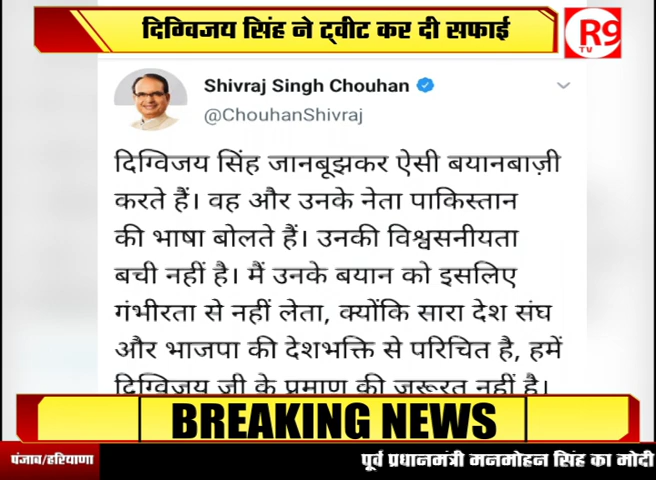 दिग्विजय सिंह ने ट्वीट कर दी सफाई
R9
TV
Shivraj Singh Chouhan
@ChouhanShivraj
दिग्विजय सिंह जानबूझकर ऐसी बयानबाज़ी
करते हैं। वह और उनके नेता पाकिस्तान
की भाषा बोलते हैं। उनकी विश्वसनीयता
बची नहीं है। मैं उनके बयान को इसलिए
गंभीरता से नहीं लेता, क्योंकि सारा देश संघ
और भाजपा की देशभक्ति से परिचित है, हमें
दिग्विजय जी के प्रमाण की जरूरत नहीं है।
BREAKING NEWS
पंजाब/हरियाणा
पूर्व प्रधानमंत्री मनमोहन सिंह का मोदी